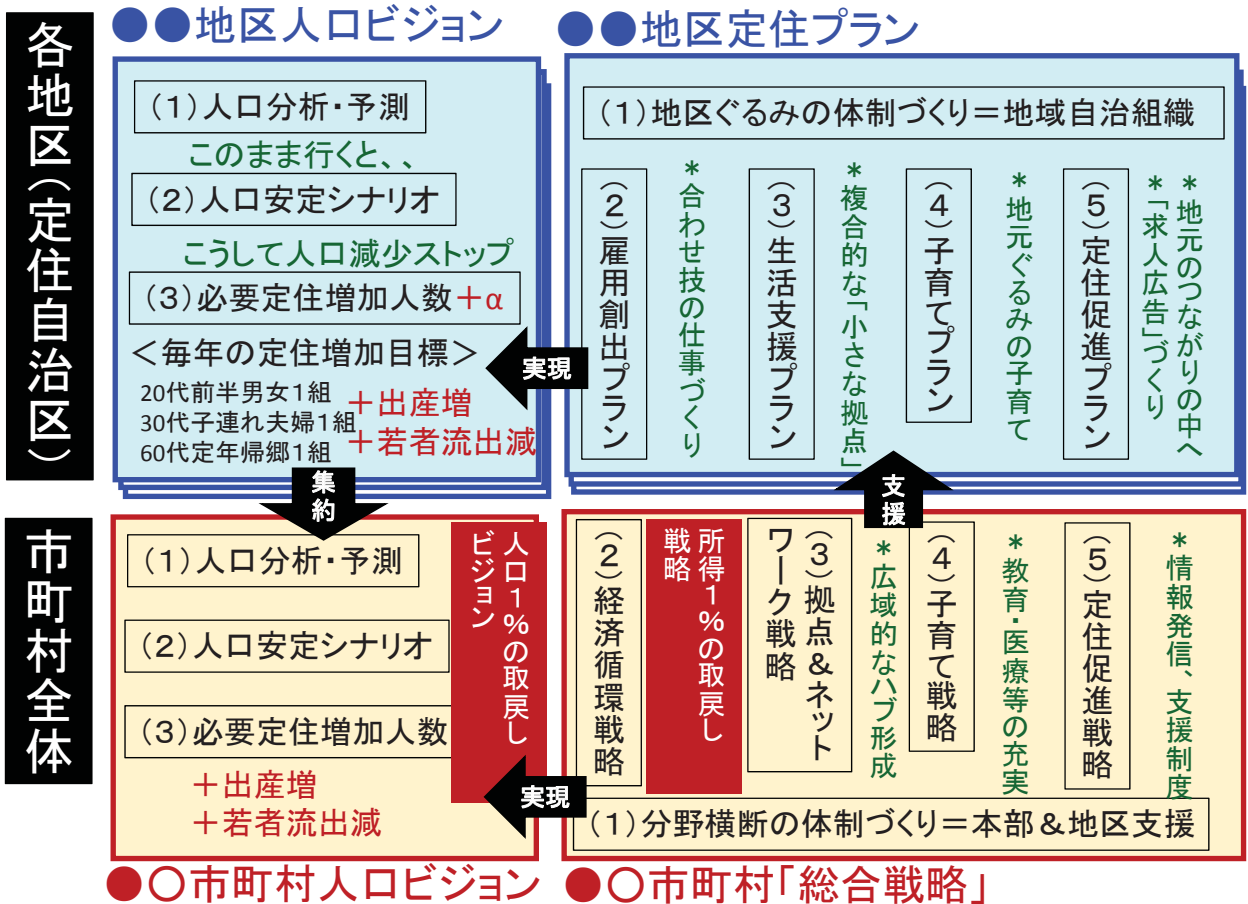 各地区（定住自治区）
●●地区人口ビジョン
（１）人口分析・予測
このまま行くと、、
（２）人口安定シナリオ
こうして人口減少ストップ
（３）必要定住増加人数＋α
＜毎年の定住増加目標＞
20代前半男女１組
30代子連れ夫婦１組
60代定年帰郷１組
＋出産増
＋若者流出減
実現
●●地区定住プラン
（１）地区ぐるみの体制づくり＝地域自治組織
（２）雇用創出プラン
＊合わせ技の仕事づくり
（３）生活支援プラン
＊複合的な「小さな拠点」
（４）子育てプラン
＊地元ぐるみの子育て
（５）定住促進プラン
＊地元のつながりの中へ
＊「求人広告」づくり
集約
支援
市町村全体
（１）人口分析・予測
（２）人口安定シナリオ
（３）必要定住増加人数
＋出産増
＋若者流出減
人口１％の取戻し
ビジョン
実現
（２）経済循環戦略
所得１％の取戻し
戦略
（３）拠点＆ネット
ワーク戦略
＊広域的なハブ形成
（４）子育て戦略
＊教育・医療等の充実
（５）定住促進戦略
＊情報発信、支援制度
（１）分野横断の体制づくり＝本部＆地区支援
●〇市町村人口ビジョン
●〇市町村「総合戦略」